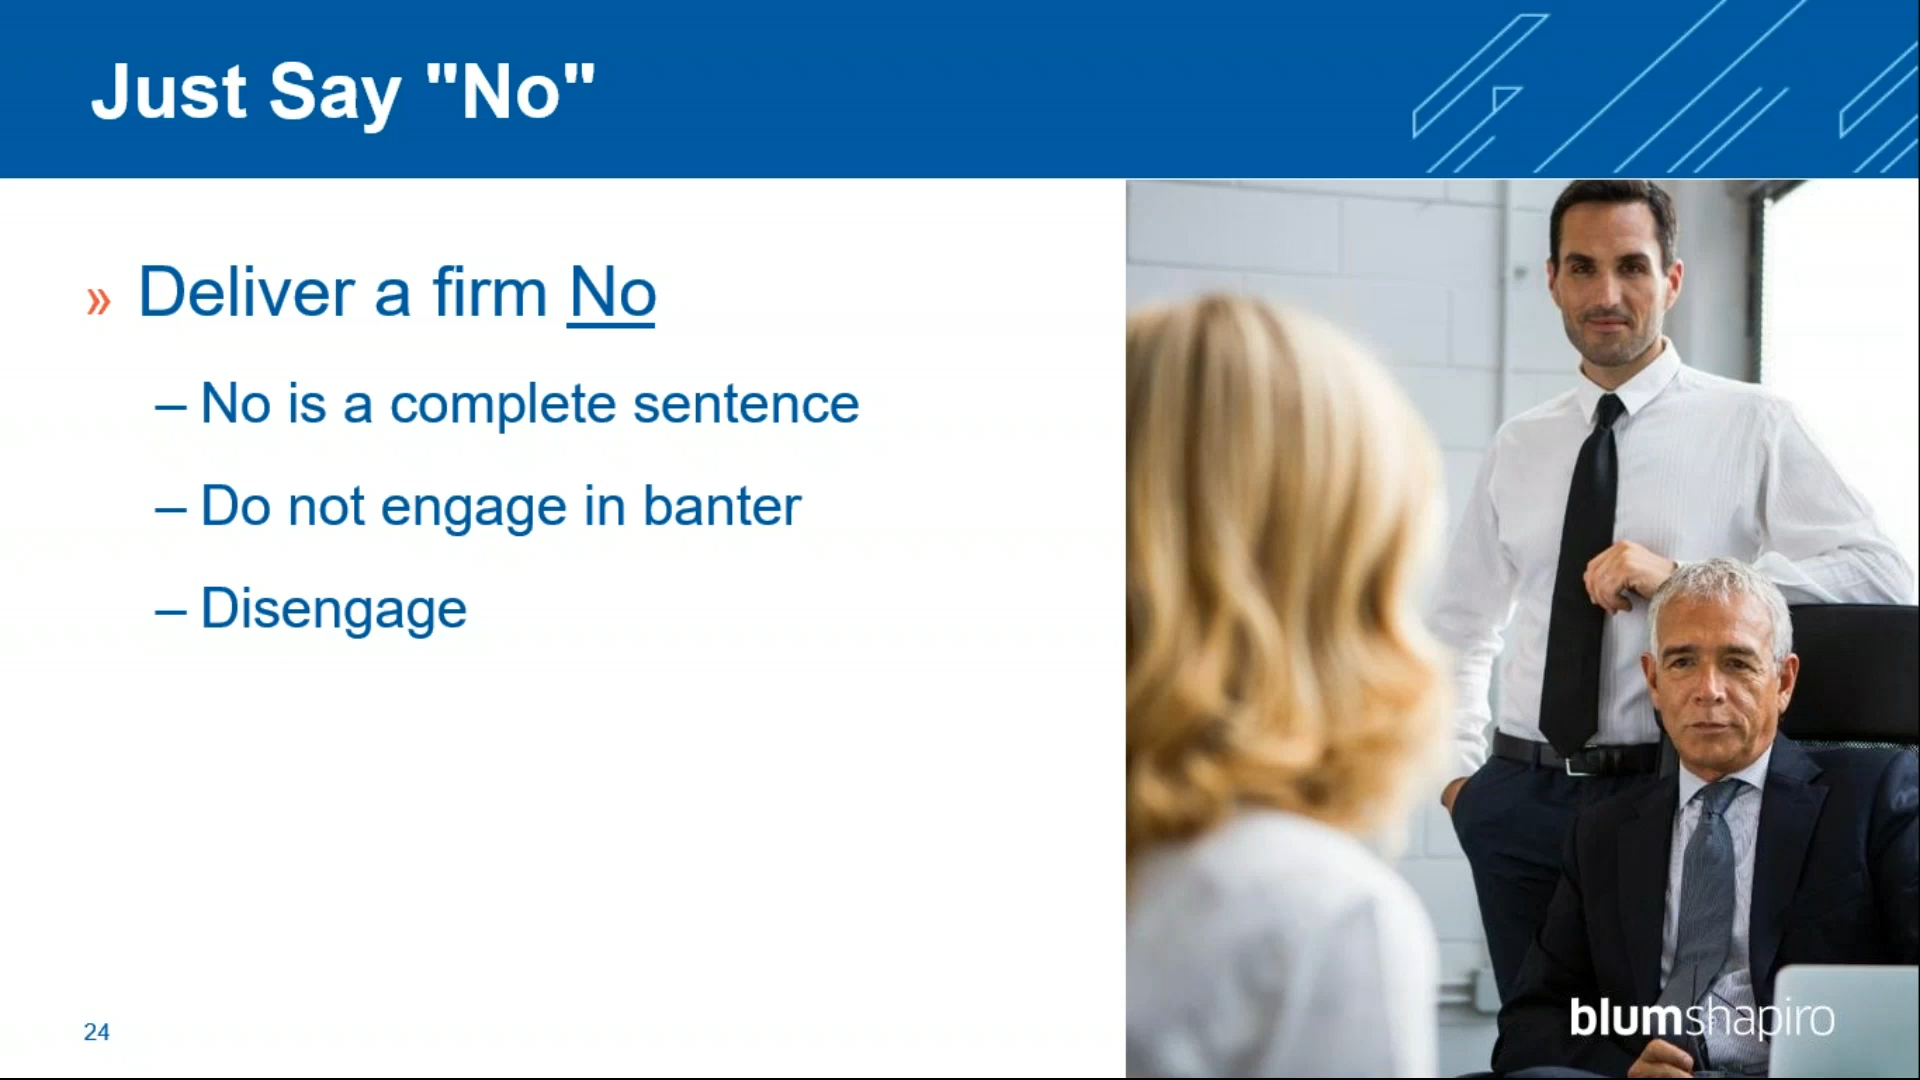 Just Say "No"
» Deliver a firm No
– No is a complete sentence
– Do not engage in banter
– Disengage
24
blumshapiro